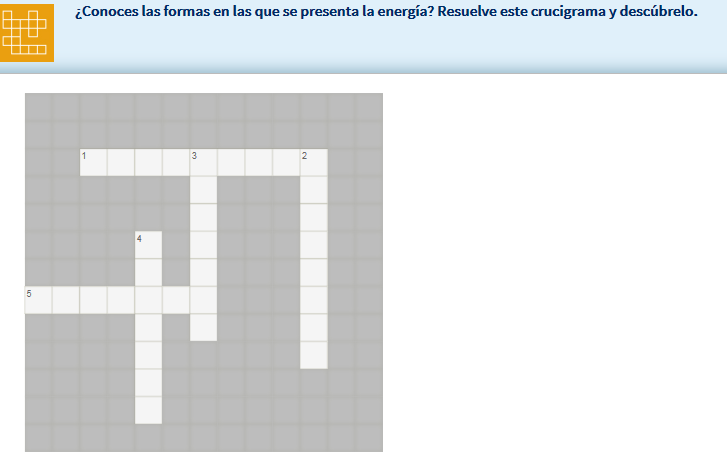 ¿Conoces las formas en las que se presenta la energía? Resuelve este crucigrama y descúbrelo.
1 3 2
4
5